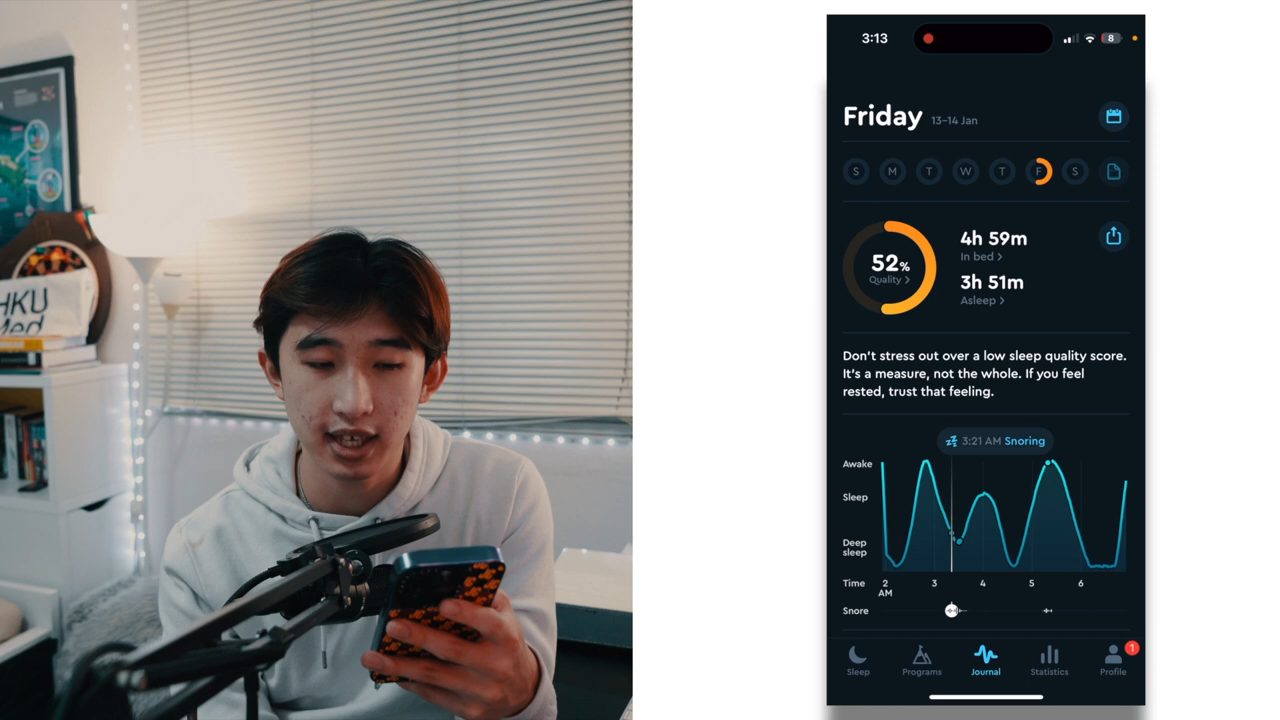 HKU
Med
3:13
8
Friday 13–14 Jan
S M T W T F S
52%
Quality >
4h 59m
In bed >
3h 51m
Asleep >
Don't stress out over a low sleep quality score.
It's a measure, not the whole. If you feel
rested, trust that feeling.
3:21 AM Snoring
Awake
Sleep
Deep
sleep
Time 2 3 4 5 6
AM
Snore
Sleep Programs Journal Statistics Profile 1